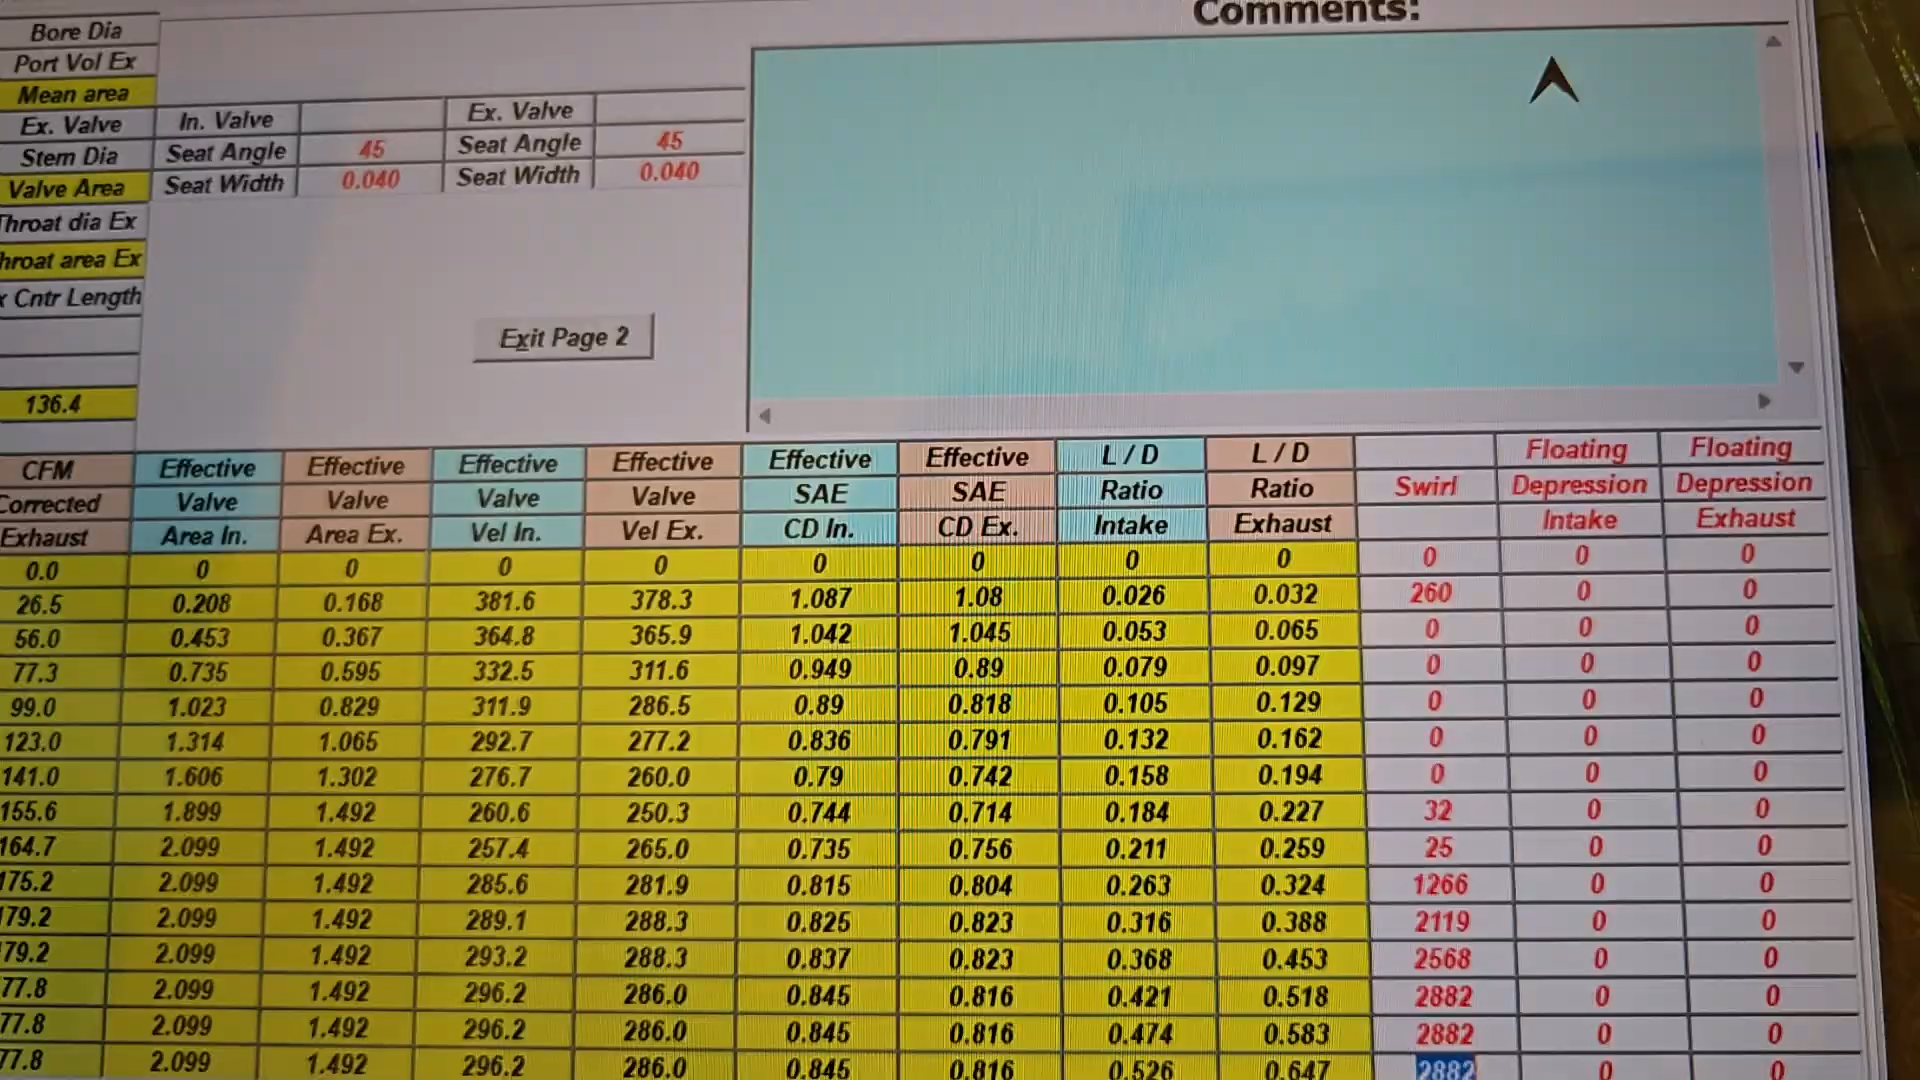 Comments:
Bore Dia
Port Vol Ex
Mean area
Ex. Valve In. Valve Ex. Valve
Stem Dia Seat Angle 45 Seat Angle 45
Valve Area Seat Width 0.040 Seat Width 0.040
Throat dia Ex
hroat area Ex
x Cntr Length
Exit Page 2
136.4
CFM Effective Effective Effective Effective Effective Effective L / D L / D Floating Floating
Corrected Valve Valve Valve Valve SAE SAE Ratio Ratio Swirl Depression Depression
Exhaust Area In. Area Ex. Vel In. Vel Ex. CD In. CD Ex. Intake Exhaust Intake Exhaust
0.0 0 0 0 0 0 0 0 0 0 0 0
26.5 0.208 0.168 381.6 378.3 1.087 1.08 0.026 0.032 260 0 0
56.0 0.453 0.367 364.8 365.9 1.042 1.045 0.053 0.065 0 0 0
77.3 0.735 0.595 332.5 311.6 0.949 0.89 0.079 0.097 0 0 0
99.0 1.023 0.829 311.9 286.5 0.89 0.818 0.105 0.129 0 0 0
123.0 1.314 1.065 292.7 277.2 0.836 0.791 0.132 0.162 0 0 0
141.0 1.606 1.302 276.7 260.0 0.79 0.742 0.158 0.194 0 0 0
155.6 1.899 1.492 260.6 250.3 0.744 0.714 0.184 0.227 32 0 0
164.7 2.099 1.492 257.4 265.0 0.735 0.756 0.211 0.259 25 0 0
175.2 2.099 1.492 285.6 281.9 0.815 0.804 0.263 0.324 1266 0 0
179.2 2.099 1.492 289.1 288.3 0.825 0.823 0.316 0.388 2119 0 0
79.2 2.099 1.492 293.2 288.3 0.837 0.823 0.368 0.453 2568 0 0
77.8 2.099 1.492 296.2 286.0 0.845 0.816 0.421 0.518 2882 0 0
77.8 2.099 1.492 296.2 286.0 0.845 0.816 0.474 0.583 2882 0 0
77.8 2.099 1.492 296.2 286.0 0.845 0.816 0.526 0.647 2882 0 0